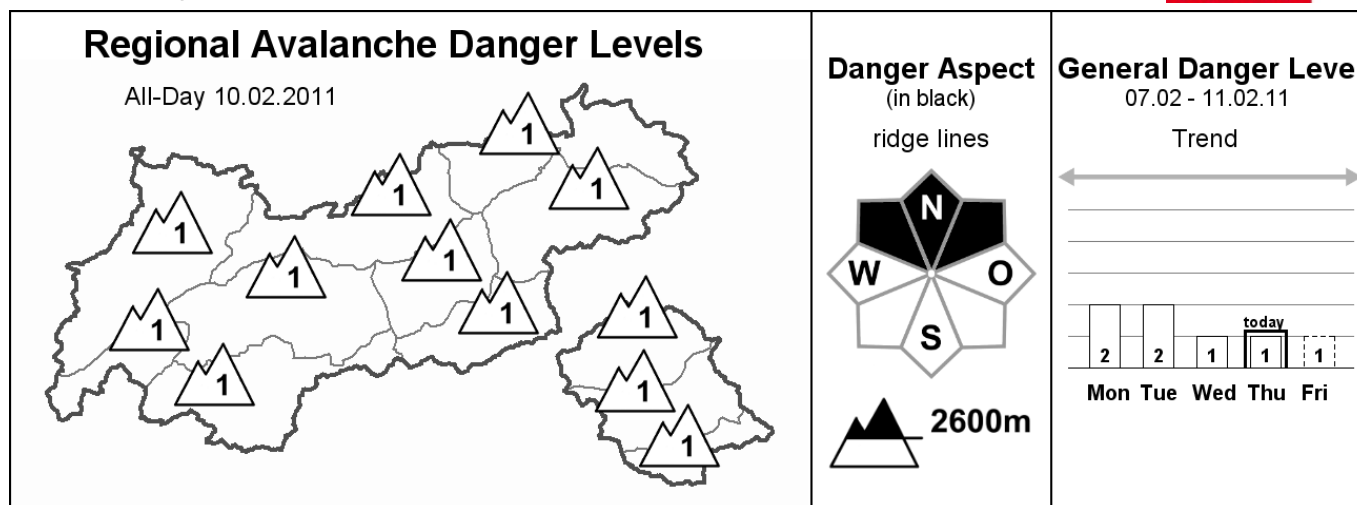 Regional Avalanche Danger Levels
All-Day 10.02.2011
1
1
1
1
1
1
1
1
1
1
1
1
Danger Aspect
(in black)
ridge lines
N
W
O
S
2600m
General Danger Leve
07.02 - 11.02.11
Trend
today
2 2 1 1 1
Mon Tue Wed Thu Fri